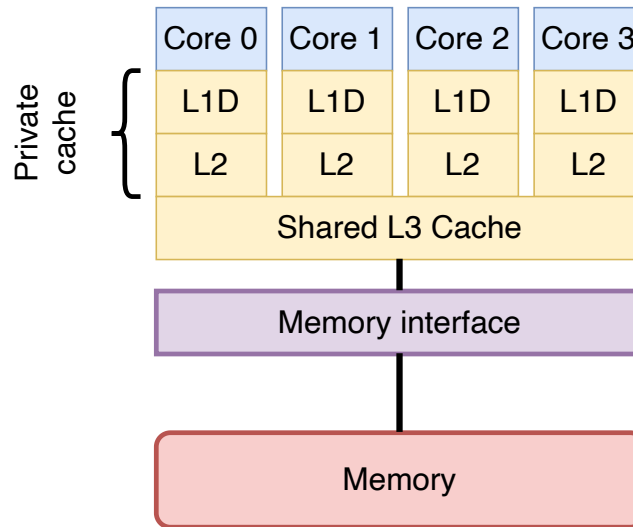 Core 0 Core 1 Core 2 Core 3
Private
cache
L1D L1D L1D L1D
L2 L2 L2 L2
Shared L3 Cache
Memory interface
Memory